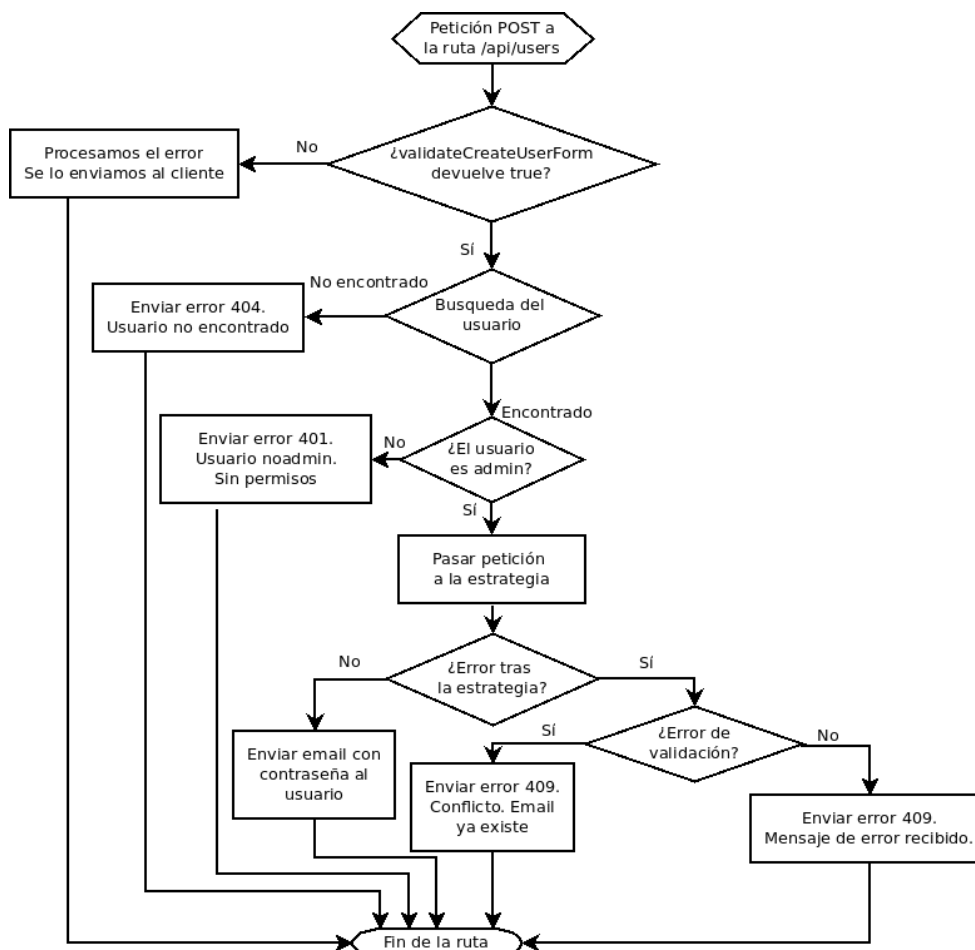 Petición POST a
la ruta /api/users
No
¿validateCreateUserForm
devuelve true?
Procesamos el error
Se lo enviamos al cliente
Sí
No encontrado
Busqueda del
usuario
Enviar error 404.
Usuario no encontrado
Encontrado
¿El usuario
es admin?
No
Enviar error 401.
Usuario noadmin.
Sin permisos
Sí
Pasar petición
a la estrategia
¿Error tras
la estrategia?
No
Sí
Enviar email con
contraseña al
usuario
¿Error de
validación?
Sí
No
Enviar error 409.
Conflicto. Email
ya existe
Enviar error 409.
Mensaje de error recibido.
Fin de la ruta